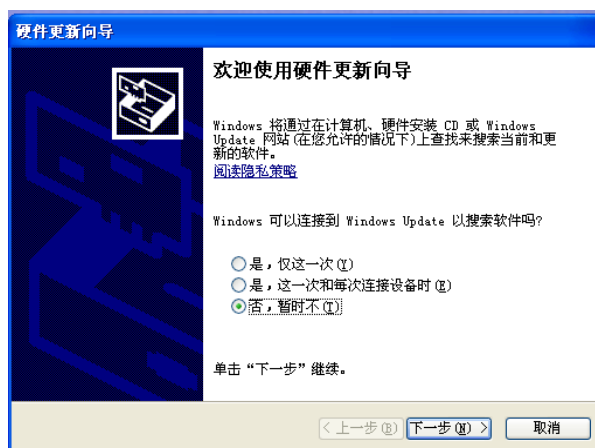 硬件更新向导
欢迎使用硬件更新向导
Windows 将通过在计算机、硬件安装 CD 或 Windows
Update 网站(在您允许的情况下)上查找来搜索当前和更
新的软件。
阅读隐私策略
Windows 可以连接到 Windows Update 以搜索软件吗?
是，仅这一次(Y)
是，这一次和每次连接设备时(E)
否，暂时不(T)
单击“下一步”继续。
< 上一步(B) 下一步(N) > 取消